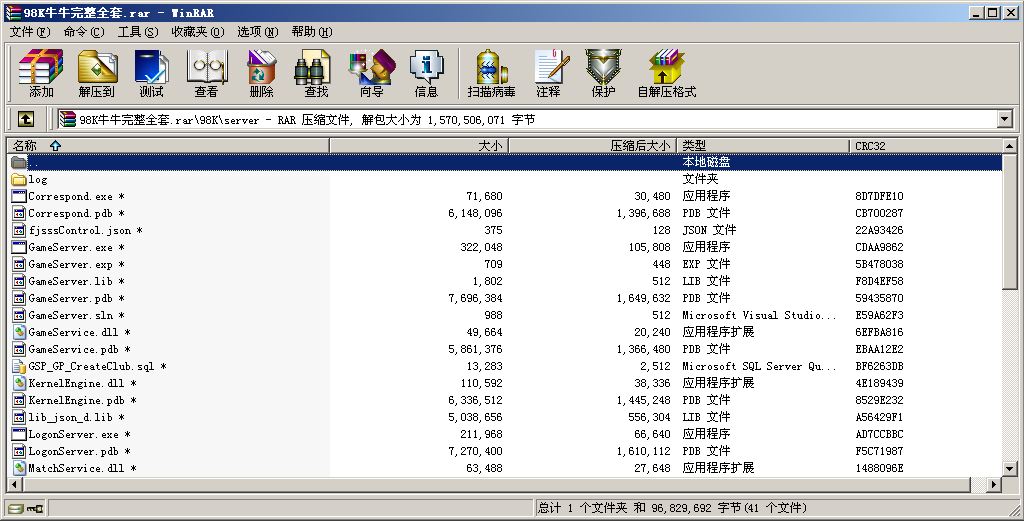 98K牛牛完整全套.rar - WinRAR
文件(F) 命令(C) 工具(S) 收藏夹(O) 选项(N) 帮助(H)
添加 解压到 测试 查看 删除 查找 向导 信息 扫描病毒 注释 保护 自解压格式
98K牛牛完整全套.rar\98K\server - RAR 压缩文件, 解包大小为 1,570,506,071 字节
名称 大小 压缩后大小 类型 CRC32
.. 本地磁盘
log 文件夹
Correspond.exe * 71,680 30,480 应用程序 8D7DFE10
Correspond.pdb * 6,148,096 1,396,688 PDB 文件 CB700287
fjsssControl.json * 375 128 JSON 文件 22A93426
GameServer.exe * 322,048 105,808 应用程序 CDAA9862
GameServer.exp * 709 448 EXP 文件 5B478038
GameServer.lib * 1,802 512 LIB 文件 F8D4EF58
GameServer.pdb * 7,696,384 1,649,632 PDB 文件 59435870
GameServer.sln * 988 512 Microsoft Visual Studio... E59A62F3
GameService.dll * 49,664 20,240 应用程序扩展 6EFBA816
GameService.pdb * 5,861,376 1,366,480 PDB 文件 EBAA12E2
GSP_GP_CreateClub.sql * 13,283 2,512 Microsoft SQL Server Qu... BF6263DB
KernelEngine.dll * 110,592 38,336 应用程序扩展 4E189439
KernelEngine.pdb * 6,336,512 1,445,248 PDB 文件 8529E232
lib_json_d.lib * 5,038,656 556,304 LIB 文件 A56429F1
LogonServer.exe * 211,968 66,640 应用程序 AD7CCBBC
LogonServer.pdb * 7,270,400 1,610,112 PDB 文件 F5C71987
MatchService.dll * 63,488 27,648 应用程序扩展 1488096E
总计 1 个文件夹 和 96,829,692 字节(41 个文件)